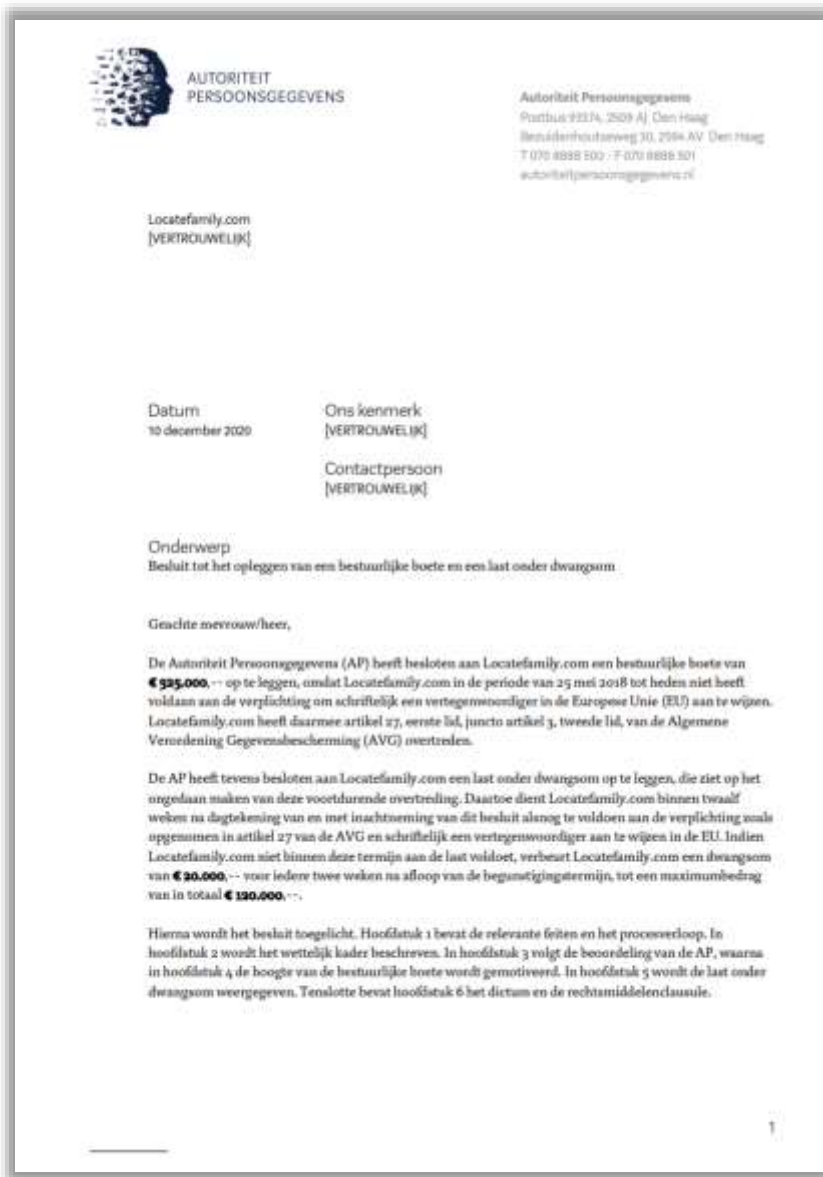 AUTORITEIT
PERSOONSGEGEVENS
Autoriteit Persoonsgegevens
Postbus 93374, 2509 AJ Den Haag
Bezuidenhoutseweg 30, 2594 AV Den Haag
T 070 8888 500 - F 070 8888 501
autoriteitpersoonsgegevens.nl
Locatefamily.com
[VERTROUWELIJK]
Datum
10 december 2020
Ons kenmerk
[VERTROUWELIJK]
Contactpersoon
[VERTROUWELIJK]
Onderwerp
Besluit tot het opleggen van een bestuurlijke boete en een last onder dwangsom
Geachte mevrouw/heer,
De Autoriteit Persoonsgegevens (AP) heeft besloten aan Locatefamily.com een bestuurlijke boete van
€ 525.000,-- op te leggen, omdat Locatefamily.com in de periode van 25 mei 2018 tot heden niet heeft
voldaan aan de verplichting om schriftelijk een vertegenwoordiger in de Europese Unie (EU) aan te wijzen.
Locatefamily.com heeft daarmee artikel 27, eerste lid, juncto artikel 3, tweede lid, van de Algemene
Verordening Gegevensbescherming (AVG) overtreden.
De AP heeft tevens besloten aan Locatefamily.com een last onder dwangsom op te leggen, die ziet op het
ongedaan maken van deze voortdurende overtreding. Daartoe dient Locatefamily.com binnen twaalf
weken na dagtekening van en met inachtneming van dit besluit alsnog te voldoen aan de verplichting zoals
opgenomen in artikel 27 van de AVG en schriftelijk een vertegenwoordiger aan te wijzen in de EU. Indien
Locatefamily.com niet binnen deze termijn aan de last voldoet, verbeurt Locatefamily.com een dwangsom
van € 20.000,-- voor iedere twee weken na afloop van de begunstigingstermijn, tot een maximumbedrag
van in totaal € 120.000,--.
Hierna wordt het besluit toegelicht. Hoofdstuk 1 bevat de relevante feiten en het procesverloop. In
hoofdstuk 2 wordt het wettelijk kader beschreven. In hoofdstuk 3 volgt de beoordeling van de AP, waarna
in hoofdstuk 4 de hoogte van de bestuurlijke boete wordt gemotiveerd. In hoofdstuk 5 wordt de last onder
dwangsom weergegeven. Tenslotte bevat hoofdstuk 6 het dictum en de rechtsmiddelenclausule.
1